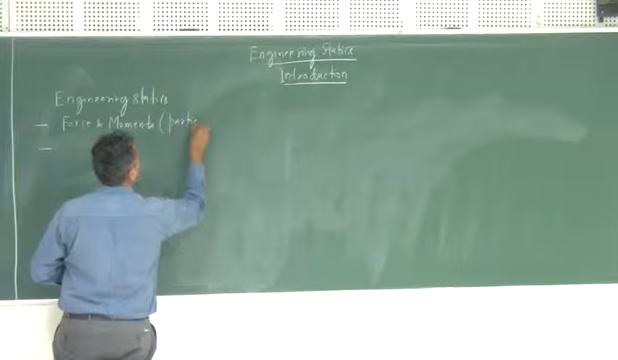 Engineering Statics
Introduction
Engineering Statics
— Force & Moments (partic
—